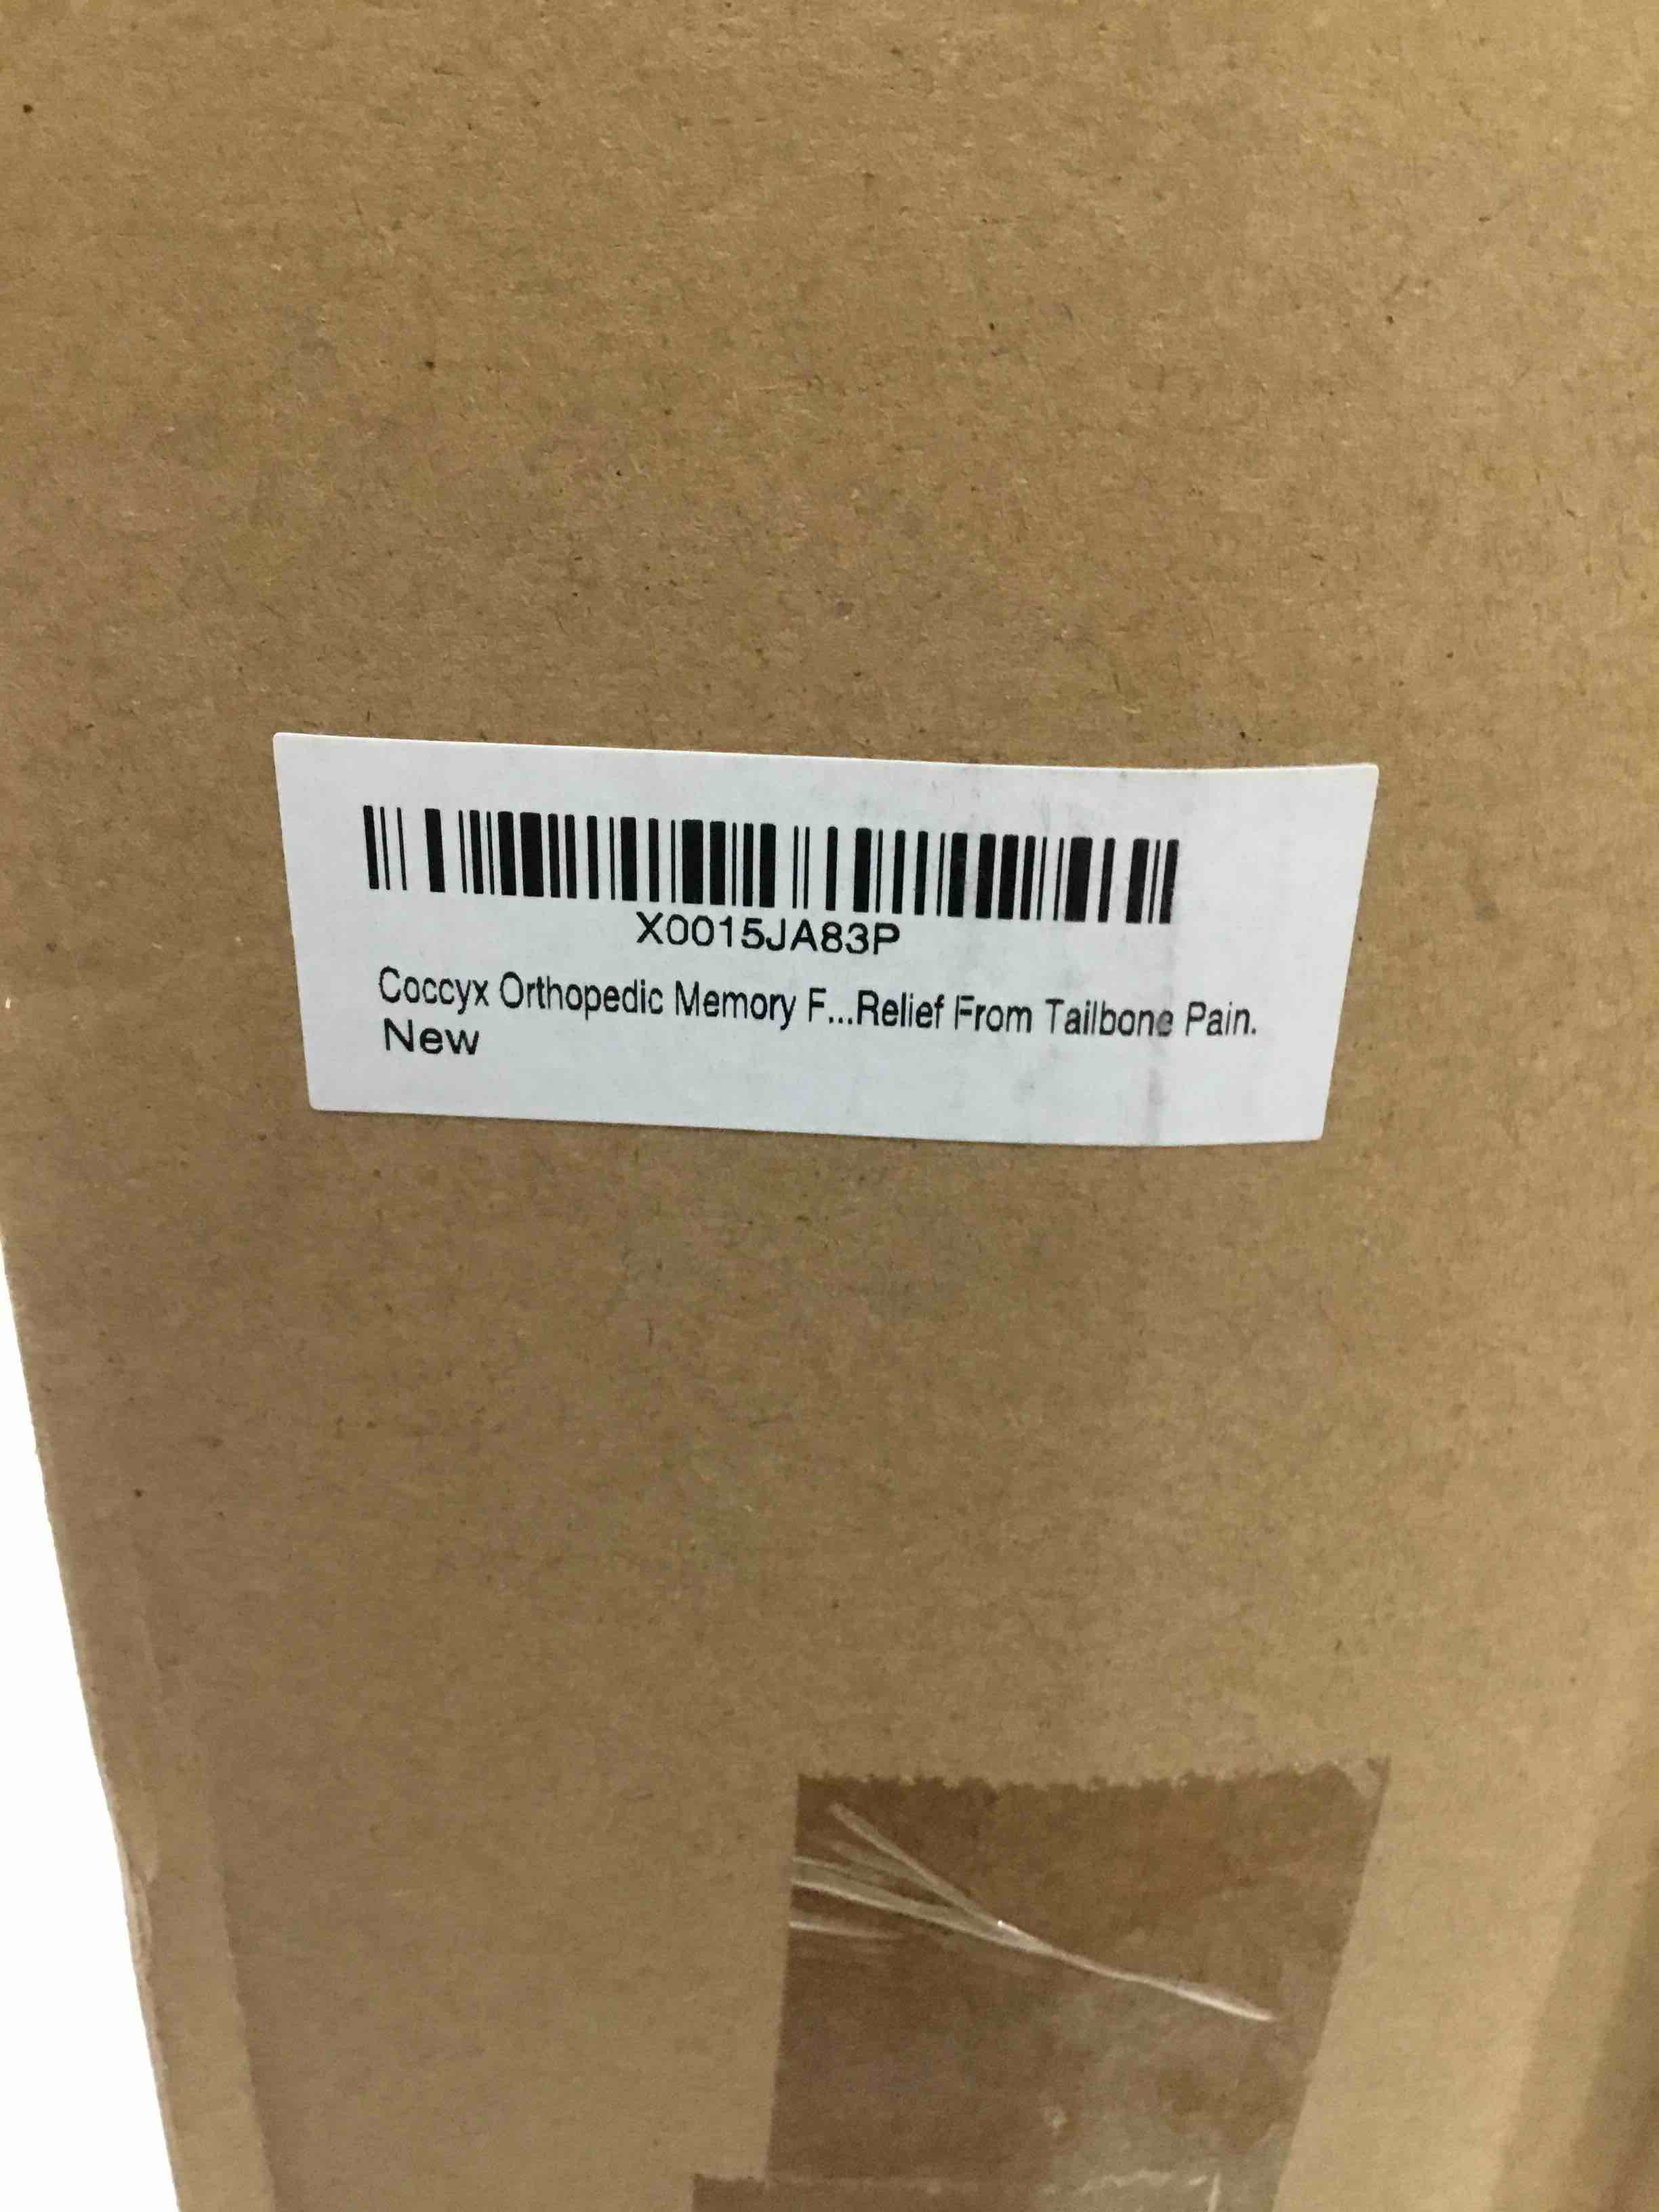 X0015JA83P
Coccyx Orthopedic Memory F...Relief From Tailbone Pain.
New